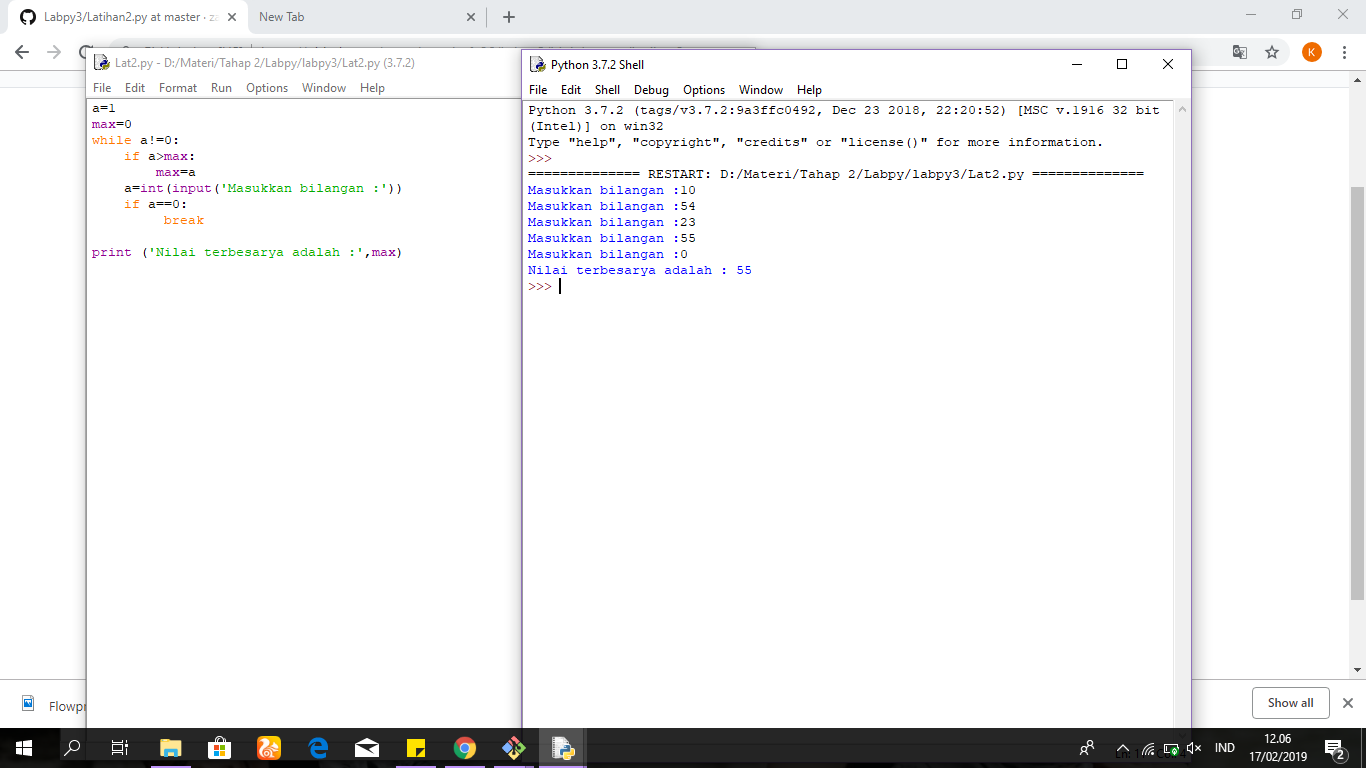 Labpy3/Latihan2.py at master · za
New Tab
K
Lat2.py - D:/Materi/Tahap 2/Labpy/labpy3/Lat2.py (3.7.2)
File Edit Format Run Options Window Help
a=1
max=0
while a!=0:
    if a>max:
        max=a
    a=int(input('Masukkan bilangan :'))
    if a==0:
         break
print ('Nilai terbesarya adalah :',max)
Python 3.7.2 Shell
File Edit Shell Debug Options Window Help
Python 3.7.2 (tags/v3.7.2:9a3ffc0492, Dec 23 2018, 22:20:52) [MSC v.1916 32 bit
(Intel)] on win32
Type "help", "copyright", "credits" or "license()" for more information.
>>>
============== RESTART: D:/Materi/Tahap 2/Labpy/labpy3/Lat2.py ==============
Masukkan bilangan :10
Masukkan bilangan :54
Masukkan bilangan :23
Masukkan bilangan :55
Masukkan bilangan :0
Nilai terbesarya adalah : 55
>>>
Flowpr
Show all
IND
12.06
17/02/2019
2